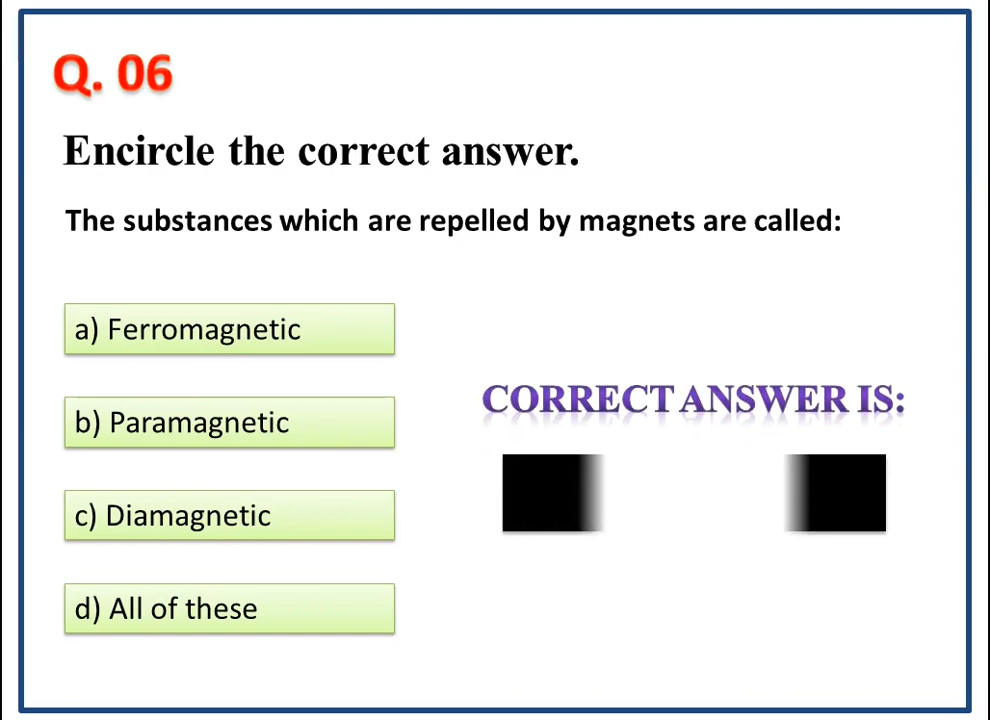 Q. 06
Encircle the correct answer.
The substances which are repelled by magnets are called:
a) Ferromagnetic
b) Paramagnetic
c) Diamagnetic
d) All of these
CORRECT ANSWER IS: